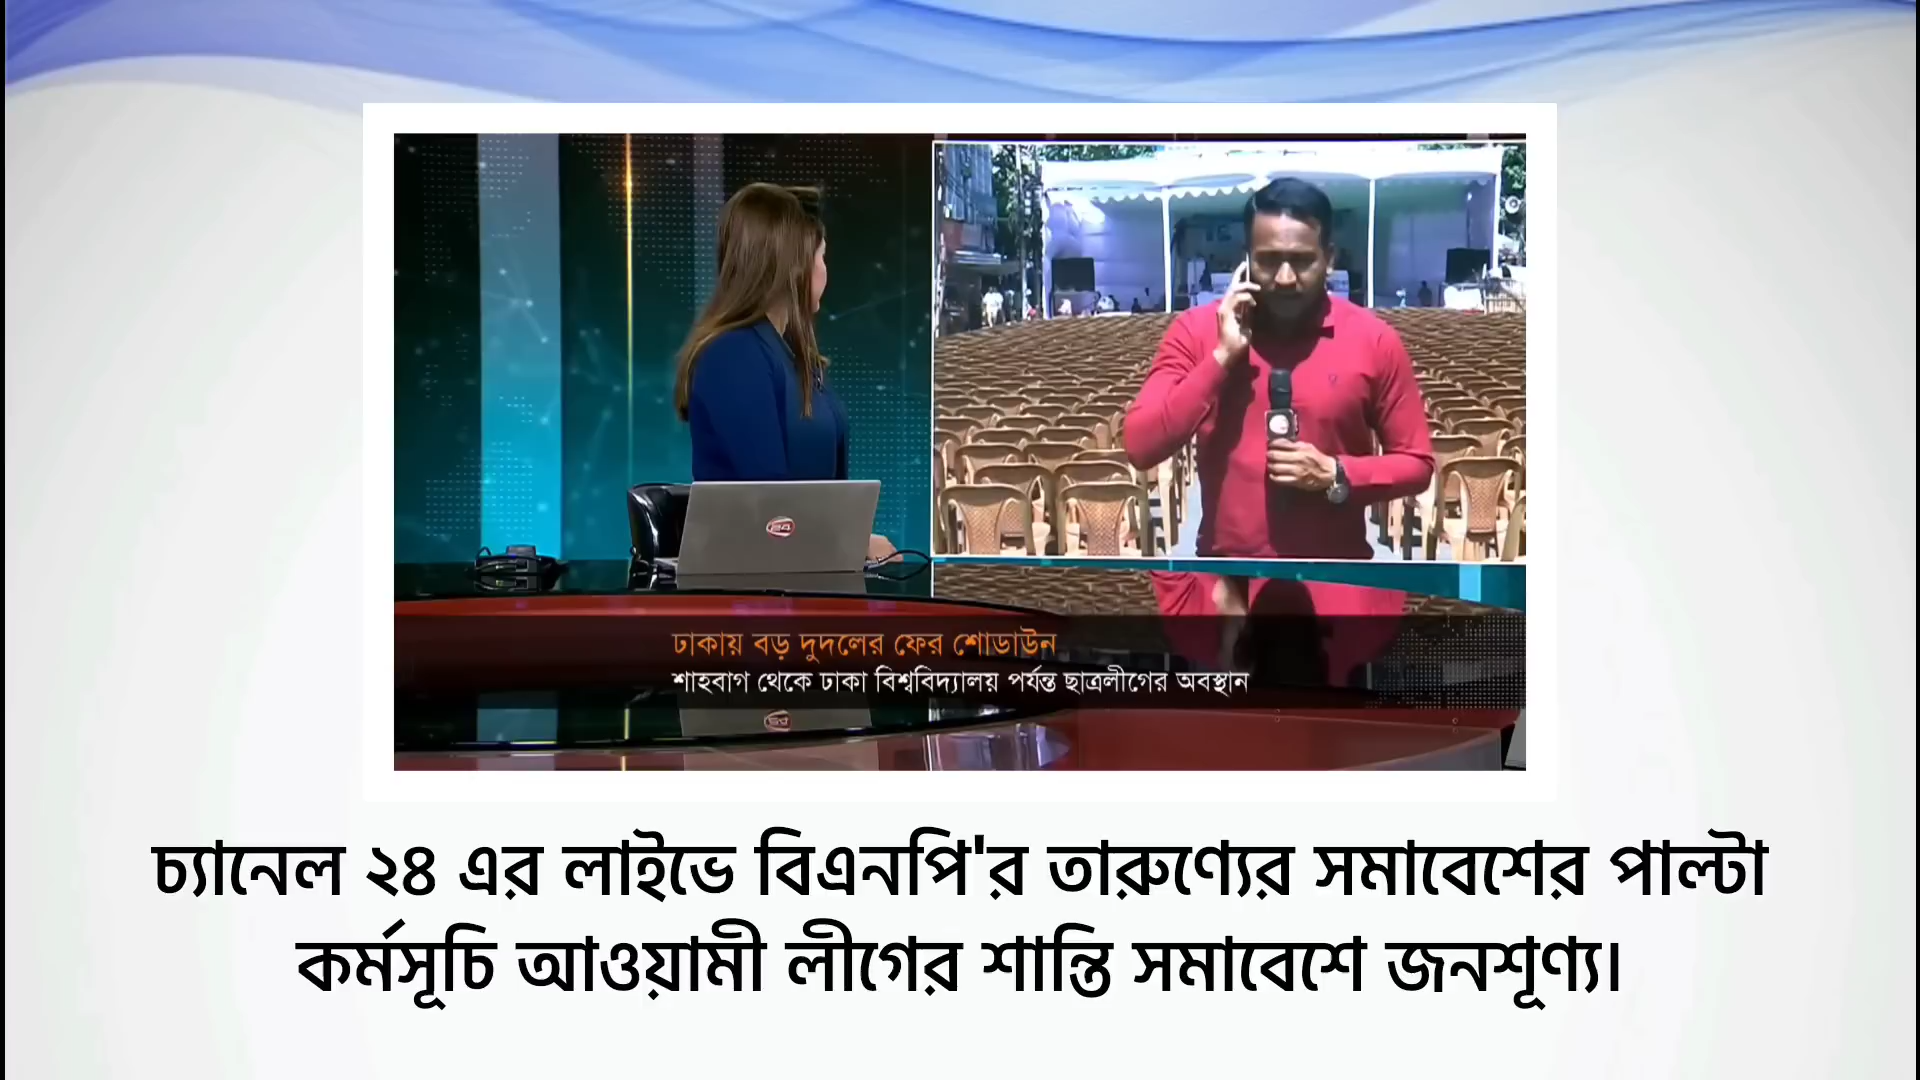 24
ঢাকায় বড় দুদলের ফের শোডাউন
শাহবাগ থেকে ঢাকা বিশ্ববিদ্যালয় পর্যন্ত ছাত্রলীগের অবস্থান
চ্যানেল ২৪ এর লাইভে বিএনপি'র তারুণ্যের সমাবেশের পাল্টা
কর্মসূচি আওয়ামী লীগের শান্তি সমাবেশে জনশূণ্য।